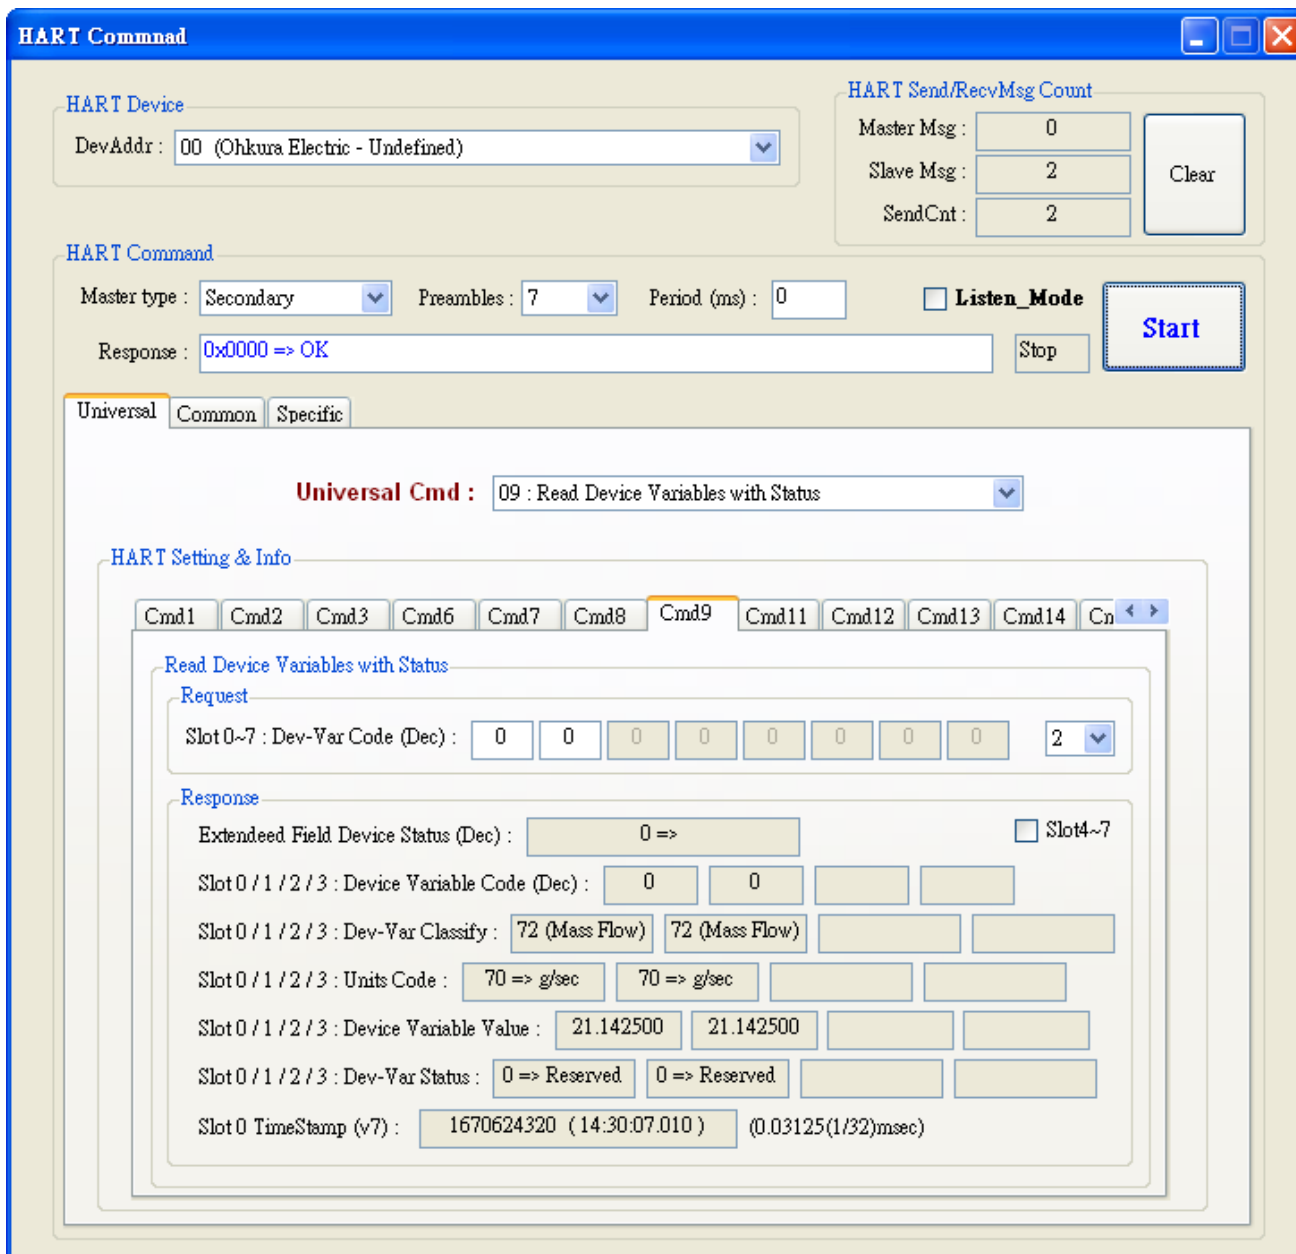 HART Commnad
HART Device
DevAddr : 00 (Ohkura Electric - Undefined)
HART Send/RecvMsg Count
Master Msg : 0
Slave Msg : 2
SendCnt : 2
Clear
HART Command
Master type : Secondary Preambles : 7 Period (ms) : 0 Listen_Mode
Start
Response : 0x0000 => OK Stop
Universal Common Specific
Universal Cmd : 09 : Read Device Variables with Status
HART Setting & Info
Cmd1 Cmd2 Cmd3 Cmd6 Cmd7 Cmd8 Cmd9 Cmd11 Cmd12 Cmd13 Cmd14 Cm
Read Device Variables with Status
Request
Slot 0~7 : Dev-Var Code (Dec) : 0 0 0 0 0 0 0 0 2
Response
Extendeed Field Device Status (Dec) : 0 => Slot4~7
Slot 0 / 1 / 2 / 3 : Device Variable Code (Dec) : 0 0
Slot 0 / 1 / 2 / 3 : Dev-Var Classify : 72 (Mass Flow) 72 (Mass Flow)
Slot 0 / 1 / 2 / 3 : Units Code : 70 => g/sec 70 => g/sec
Slot 0 / 1 / 2 / 3 : Device Variable Value : 21.142500 21.142500
Slot 0 / 1 / 2 / 3 : Dev-Var Status : 0 => Reserved 0 => Reserved
Slot 0 TimeStamp (v7) : 1670624320 ( 14:30:07.010 ) (0.03125(1/32)msec)